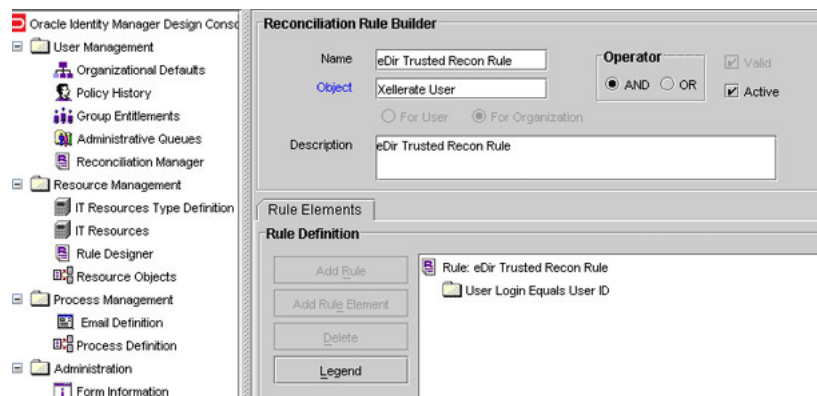 Oracle Identity Manager Design Conso
User Management
Organizational Defaults
Policy History
Group Entitlements
Administrative Queues
Reconciliation Manager
Resource Management
IT Resources Type Definition
IT Resources
Rule Designer
Resource Objects
Process Management
Email Definition
Process Definition
Administration
Form Information
Reconciliation Rule Builder
Name eDir Trusted Recon Rule
Operator
AND OR
Valid
Object Xellerate User
Active
For User For Organization
Description eDir Trusted Recon Rule
Rule Elements
Rule Definition
Add Rule
Add Rule Element
Delete
Legend
Rule: eDir Trusted Recon Rule
User Login Equals User ID